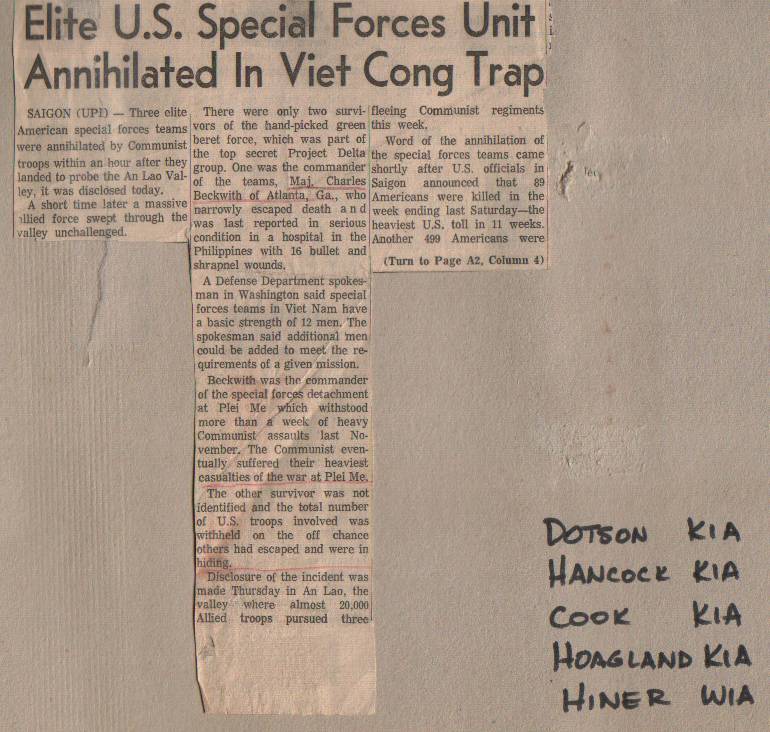 Elite U.S. Special Forces Unit
Annihilated In Viet Cong Trap
SAIGON (UPI) — Three elite
American special forces teams
were annihilated by Communist
troops within an hour after they
landed to probe the An Lao Val-
ley, it was disclosed today.
A short time later a massive
allied force swept through the
valley unchallenged.
There were only two survi-
vors of the hand-picked green
beret force, which was part of
the top secret Project Delta
group. One was the commander
of the teams, Maj. Charles
Beckwith of Atlanta, Ga., who
narrowly escaped death and
was last reported in serious
condition in a hospital in the
Philippines with 16 bullet and
shrapnel wounds.
A Defense Department spokes-
man in Washington said special
forces teams in Viet Nam have
a basic strength of 12 men. The
spokesman said additional men
could be added to meet the re-
quirements of a given mission.
Beckwith was the commander
of the special forces detachment
at Plei Me which withstood
more than a week of heavy
Communist assaults last No-
vember. The Communist even-
tually suffered their heaviest
casualties of the war at Plei Me.
The other survivor was not
identified and the total number
of U.S. troops involved was
withheld on the off chance
others had escaped and were in
hiding.
Disclosure of the incident was
made Thursday in An Lao, the
valley where almost 20,000
Allied troops pursued three
fleeing Communist regiments
this week.
Word of the annihilation of
the special forces teams came
shortly after U.S. officials in
Saigon announced that 89
Americans were killed in the
week ending last Saturday—the
heaviest U.S. toll in 11 weeks.
Another 499 Americans were
(Turn to Page A2, Column 4)
DOTSON KIA
HANCOCK KIA
COOK KIA
HOAGLAND KIA
HINER WIA